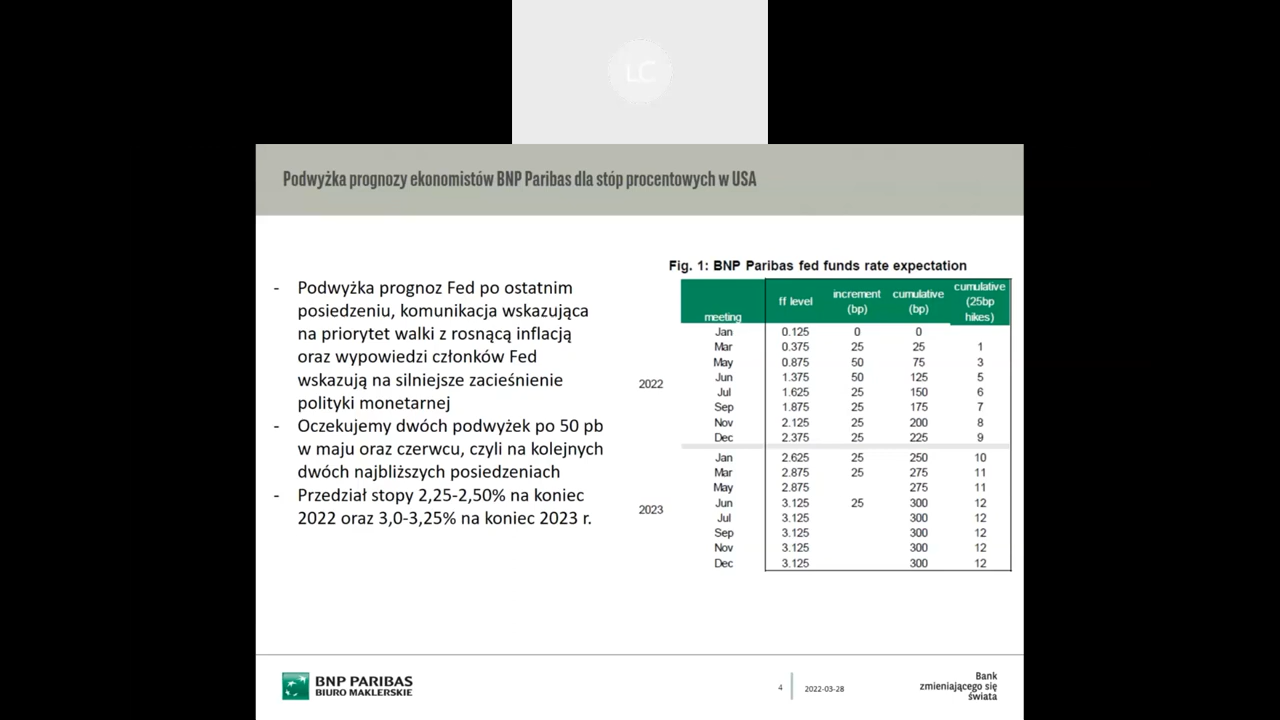 LC
Podwyżka prognozy ekonomistów BNP Paribas dla stóp procentowych w USA
- Podwyżka prognoz Fed po ostatnim
posiedzeniu, komunikacja wskazująca
na priorytet walki z rosnącą inflacją
oraz wypowiedzi członków Fed
wskazują na silniejsze zacieśnienie
polityki monetarnej
- Oczekujemy dwóch podwyżek po 50 pb
w maju oraz czerwcu, czyli na kolejnych
dwóch najbliższych posiedzeniach
- Przedział stopy 2,25-2,50% na koniec
2022 oraz 3,0-3,25% na koniec 2023 r.
Fig. 1: BNP Paribas fed funds rate expectation
meeting ff level increment (bp) cumulative (bp) cumulative (25bp hikes)
2022
Jan 0.125 0 0
Mar 0.375 25 25 1
May 0.875 50 75 3
Jun 1.375 50 125 5
Jul 1.625 25 150 6
Sep 1.875 25 175 7
Nov 2.125 25 200 8
Dec 2.375 25 225 9
2023
Jan 2.625 25 250 10
Mar 2.875 25 275 11
May 2.875 275 11
Jun 3.125 25 300 12
Jul 3.125 300 12
Sep 3.125 300 12
Nov 3.125 300 12
Dec 3.125 300 12
BNP PARIBAS
BIURO MAKLERSKIE
4 2022-03-28
Bank
zmieniającego się
świata